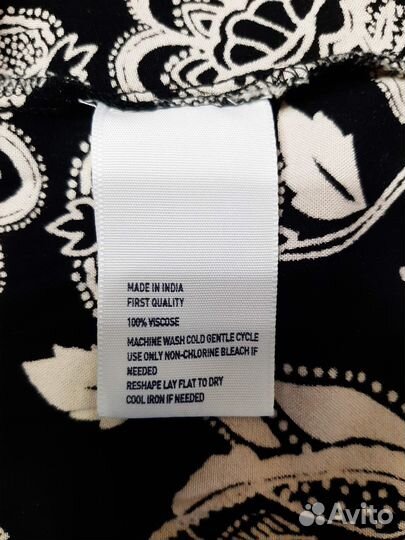 MADE IN INDIA
FIRST QUALITY
100% VISCOSE
MACHINE WASH COLD GENTLE CYCLE
USE ONLY NON-CHLORINE BLEACH IF
NEEDED
RESHAPE LAY FLAT TO DRY
COOL IRON IF NEEDED
Avito